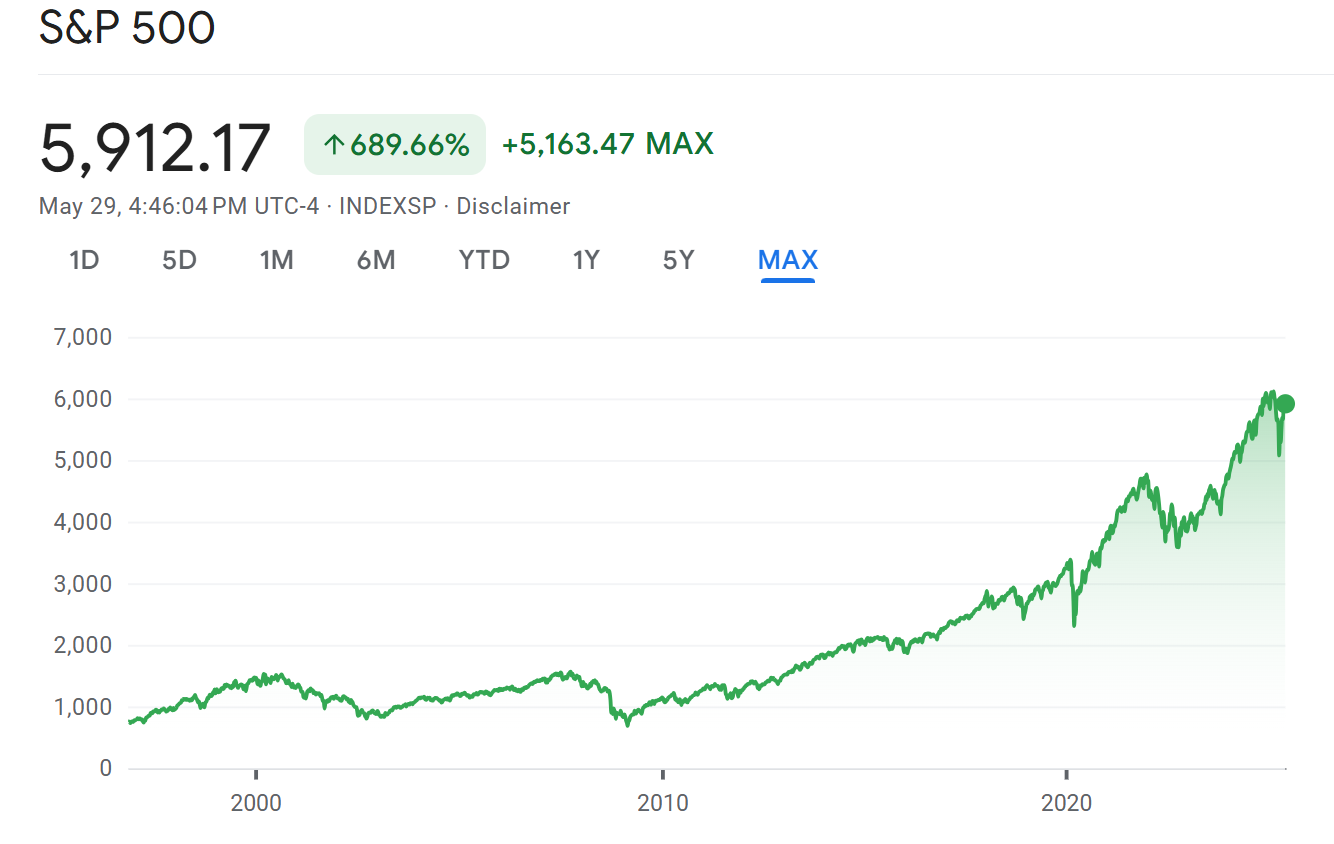 S&P 500
5,912.17 ↑ 689.66% +5,163.47 MAX
May 29, 4:46:04 PM UTC-4 · INDEXSP · Disclaimer
1D 5D 1M 6M YTD 1Y 5Y MAX
7,000
6,000
5,000
4,000
3,000
2,000
1,000
0
2000 2010 2020